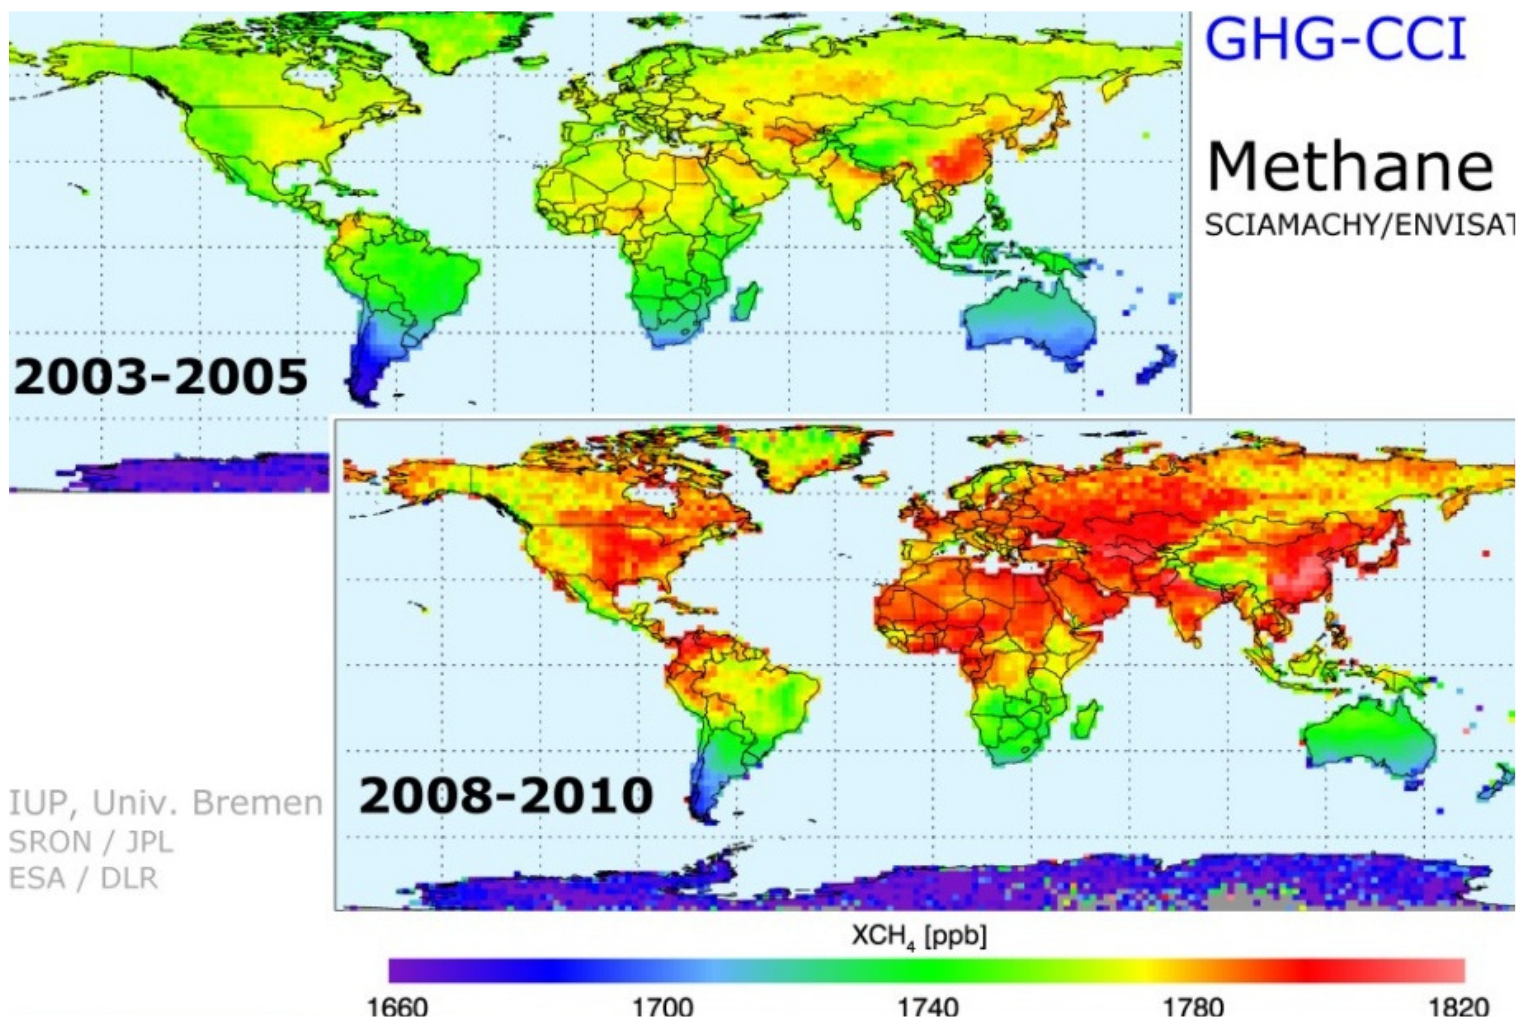 GHG-CCI
Methane
SCIAMACHY/ENVISAT
2003-2005
2008-2010
IUP, Univ. Bremen
SRON / JPL
ESA / DLR
XCH₄ [ppb]
1660 1700 1740 1780 1820